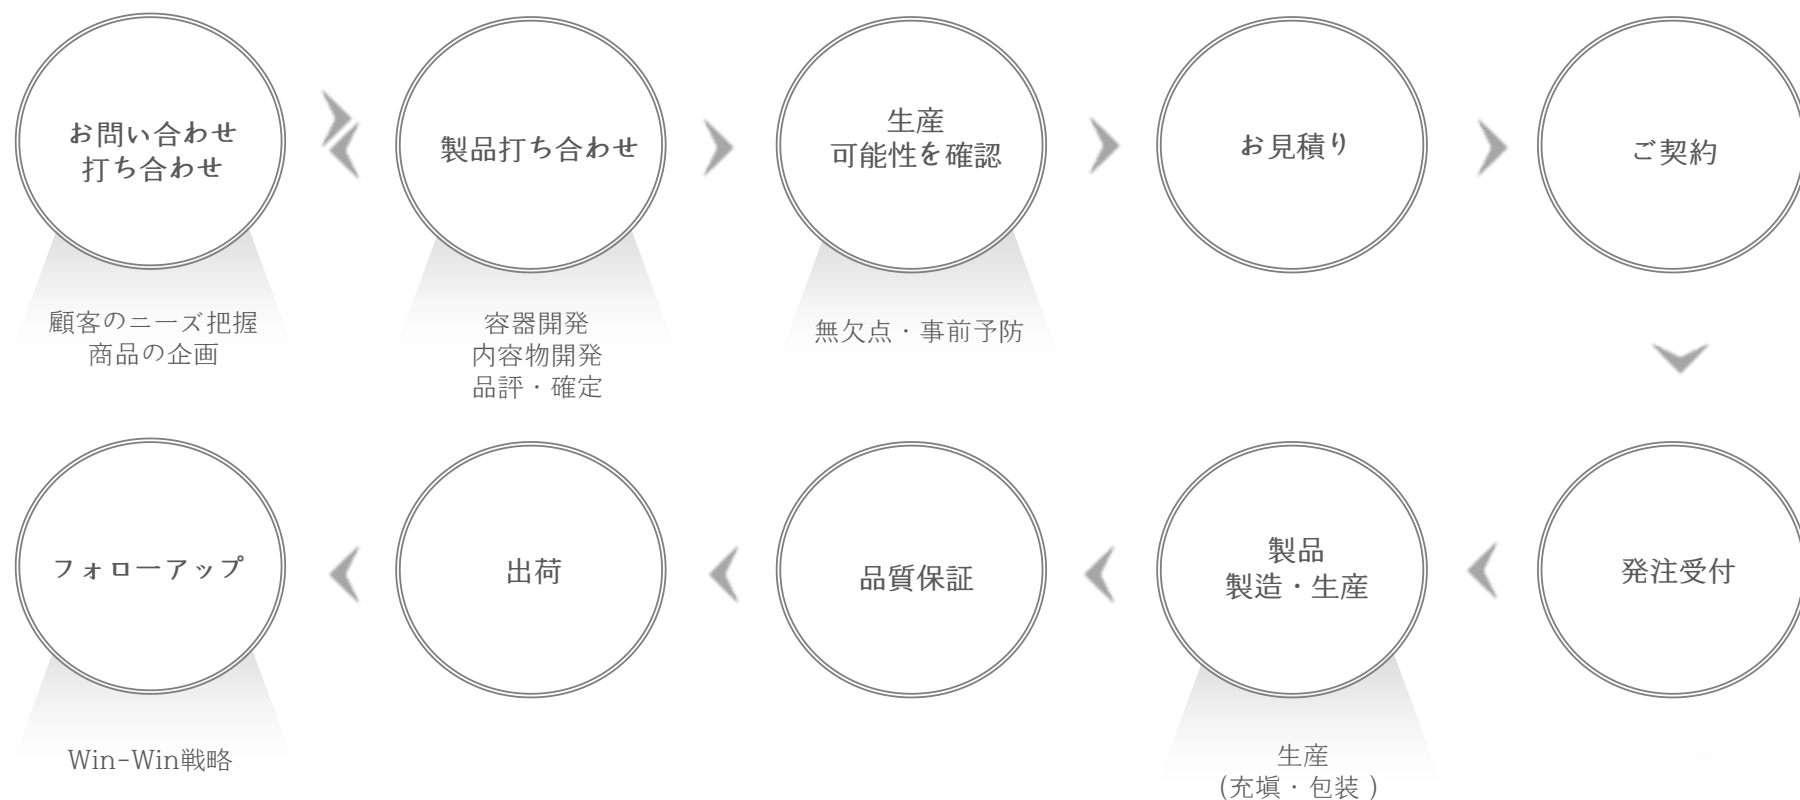 お問い合わせ
打ち合わせ
顧客のニーズ把握
商品の企画
製品打ち合わせ
容器開発
内容物開発
品評・確定
生産
可能性を確認
無欠点・事前予防
お見積り
ご契約
発注受付
製品
製造・生産
生産
(充塡・包装 )
品質保証
出荷
フォローアップ
Win-Win戦略